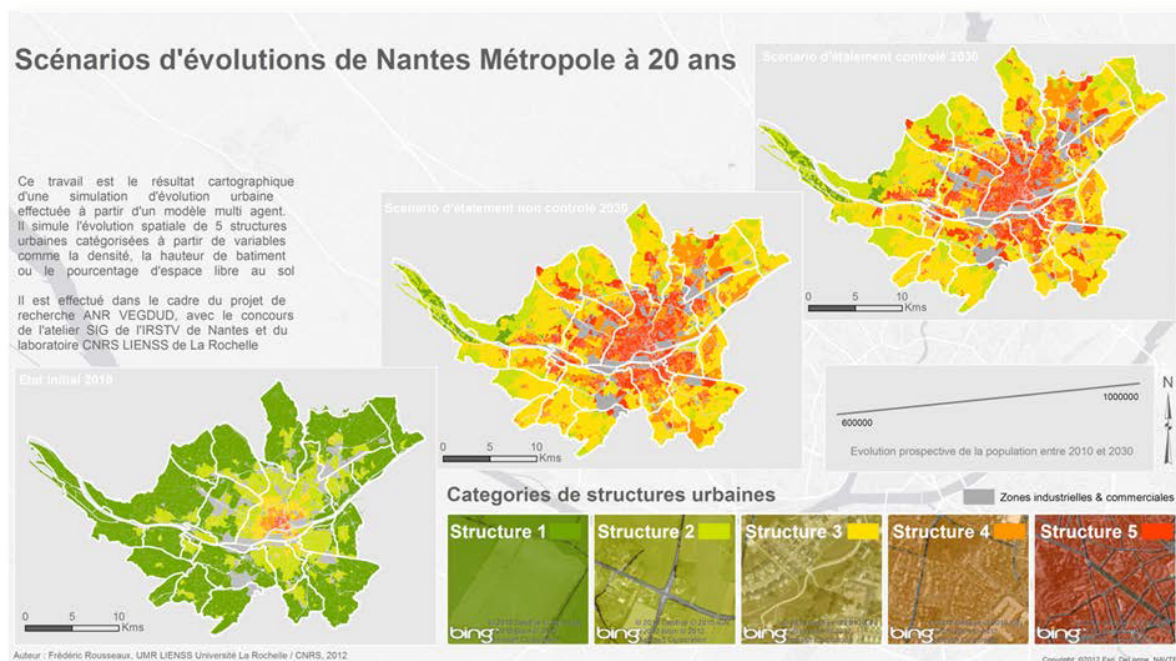 Scénarios d'évolutions de Nantes Métropole à 20 ans
Scenario d'étalement controlé 2030
Ce travail est le résultat cartographique
d'une simulation d'évolution urbaine
effectuée à partir d'un modèle multi agent.
Il simule l'évolution spatiale de 5 structures
urbaines catégorisées à partir de variables
comme la densité, la hauteur de batiment
ou le pourcentage d'espace libre au sol
Il est effectué dans le cadre du projet de
recherche ANR VEGDUD, avec le concours
de l'atelier SIG de l'IRSTV de Nantes et du
laboratoire CNRS LIENSS de La Rochelle
Scenario d'étalement non controlé 2030
0 5 10
Kms
Etat initial 2010
0 5 10
Kms
0 5 10
Kms
600000
1000000
N
Evolution prospective de la population entre 2010 et 2030
Categories de structures urbaines
Zones industrielles & commerciales
Structure 1
Structure 2
Structure 3
Structure 4
Structure 5
bing
bing
bing
bing
bing
Auteur : Frédéric Rousseaux, UMR LIENSS Université La Rochelle / CNRS, 2012
Copyright: ©2012 Esri, DeLorme, NAVTE